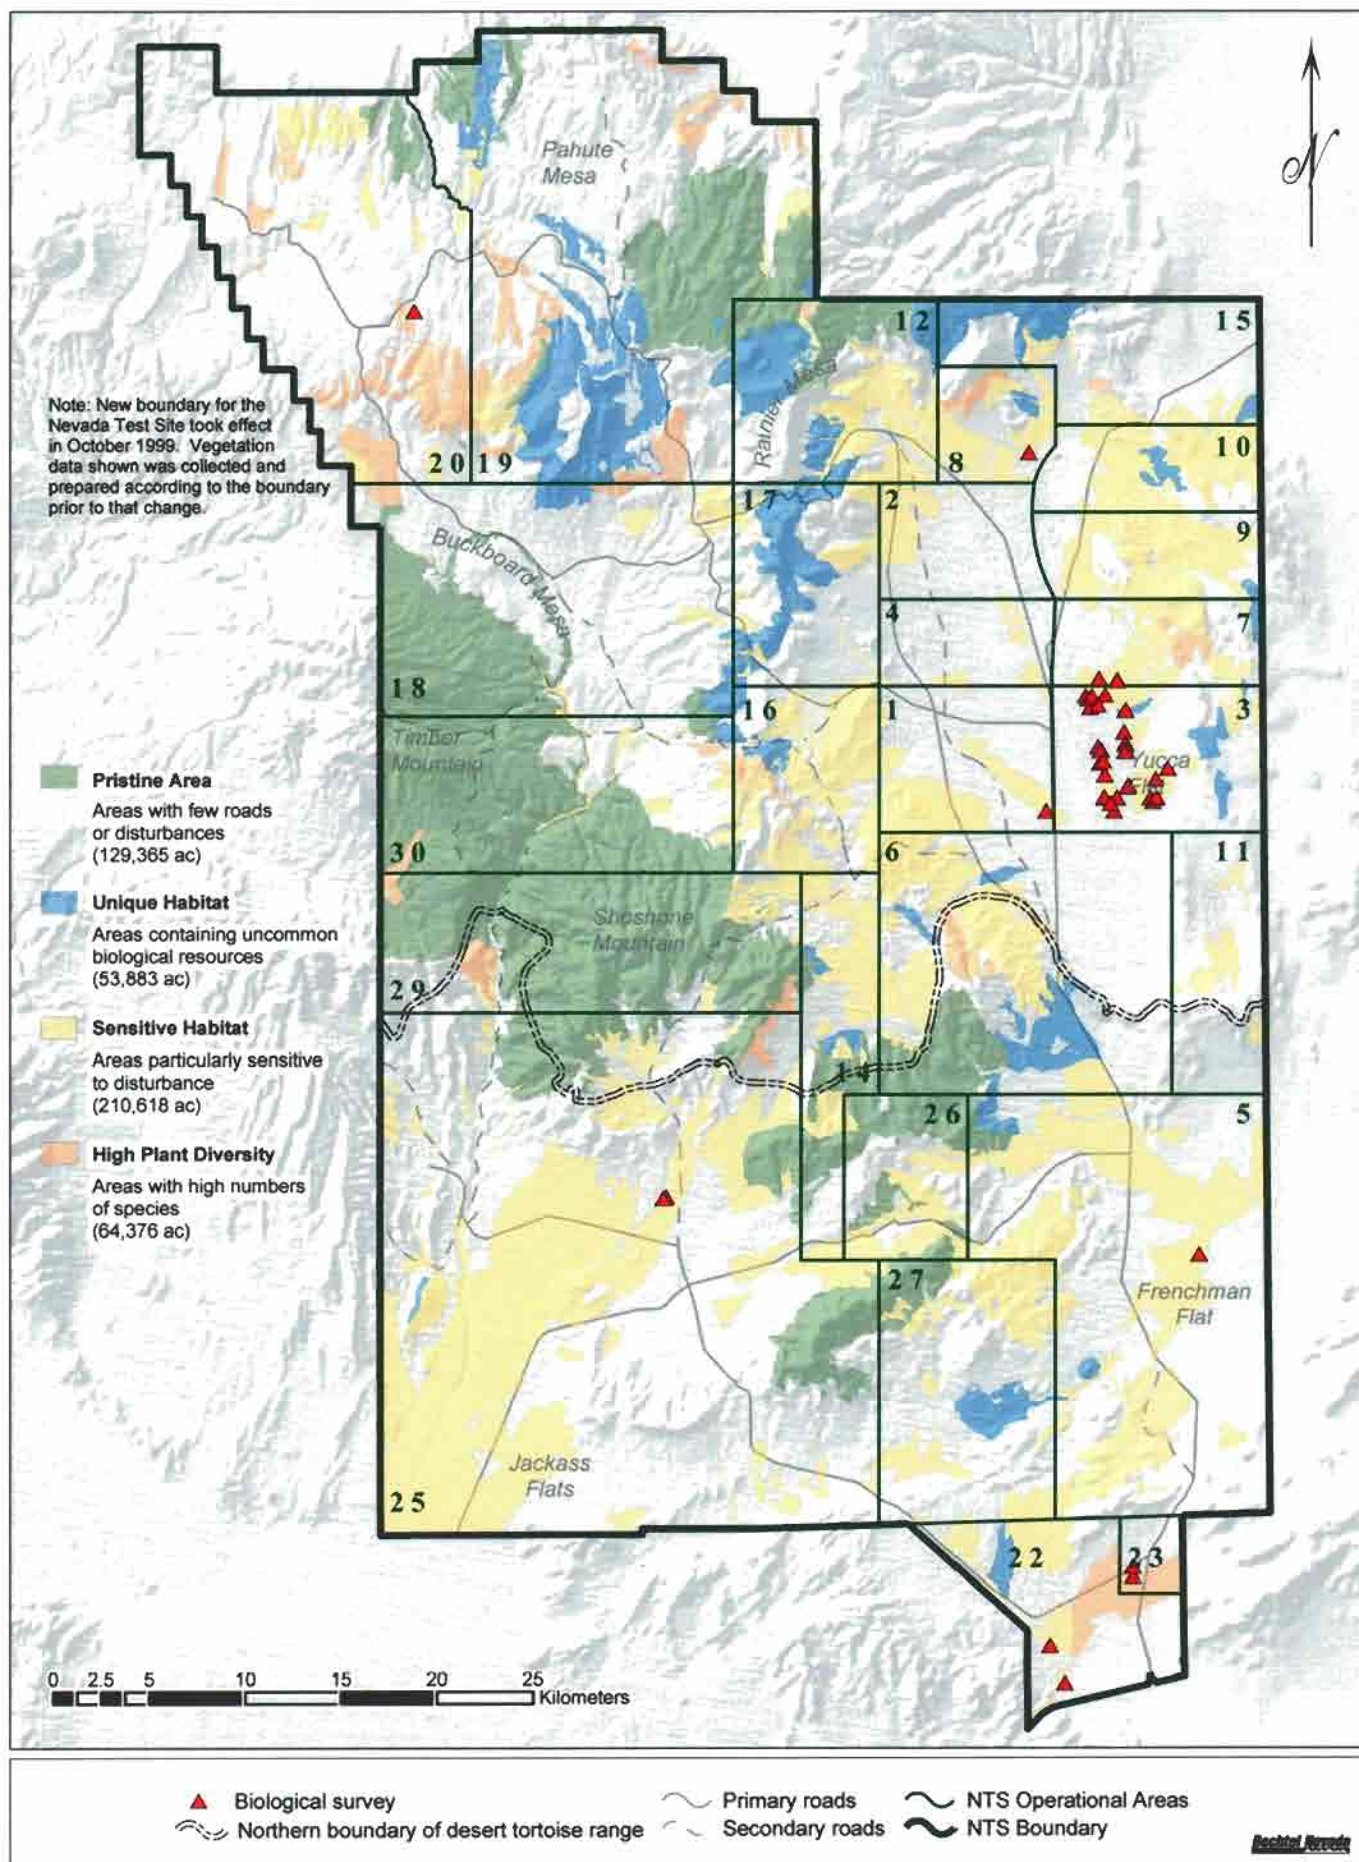 N
Pahute
Mesa
12
15
Rainier Mesa
Note: New boundary for the
Nevada Test Site took effect
in October 1999. Vegetation
data shown was collected and
prepared according to the boundary
prior to that change.
20
19
8
10
17
2
9
Buckboard Mesa
4
7
18
16
1
3
Timber
Mountain
Yucca
Flat
Pristine Area
Areas with few roads
or disturbances
(129,365 ac)
30
6
11
Unique Habitat
Areas containing uncommon
biological resources
(53,883 ac)
Shoshone
Mountain
29
Sensitive Habitat
Areas particularly sensitive
to disturbance
(210,618 ac)
14
26
5
High Plant Diversity
Areas with high numbers
of species
(64,376 ac)
27
Frenchman
Flat
Jackass
Flats
25
22
23
0 2.5 5 10 15 20 25
Kilometers
Biological survey
Primary roads
NTS Operational Areas
Northern boundary of desert tortoise range
Secondary roads
NTS Boundary
Bechtel Nevada